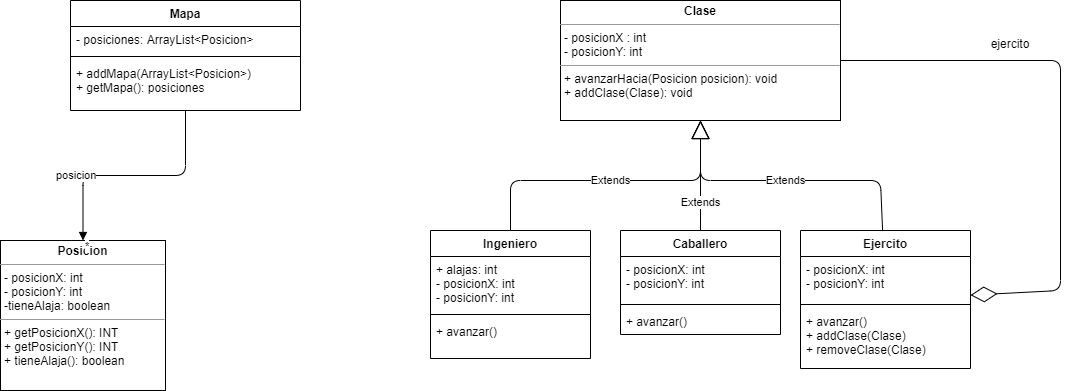 Mapa
- posiciones: ArrayList<Posicion>
+ addMapa(ArrayList<Posicion>)
+ getMapa(): posiciones
posicion
*
Posicion
- posicionX: int
- posicionY: int
-tieneAlaja: boolean
+ getPosicionX(): INT
+ getPosicionY(): INT
+ tieneAlaja(): boolean
Clase
- posicionX : int
- posicionY: int
+ avanzarHacia(Posicion posicion): void
+ addClase(Clase): void
ejercito
Extends
Extends
Extends
Ingeniero
+ alajas: int
- posicionX: int
- posicionY: int
+ avanzar()
Caballero
- posicionX: int
- posicionY: int
+ avanzar()
Ejercito
- posicionX: int
- posicionY: int
+ avanzar()
+ addClase(Clase)
+ removeClase(Clase)